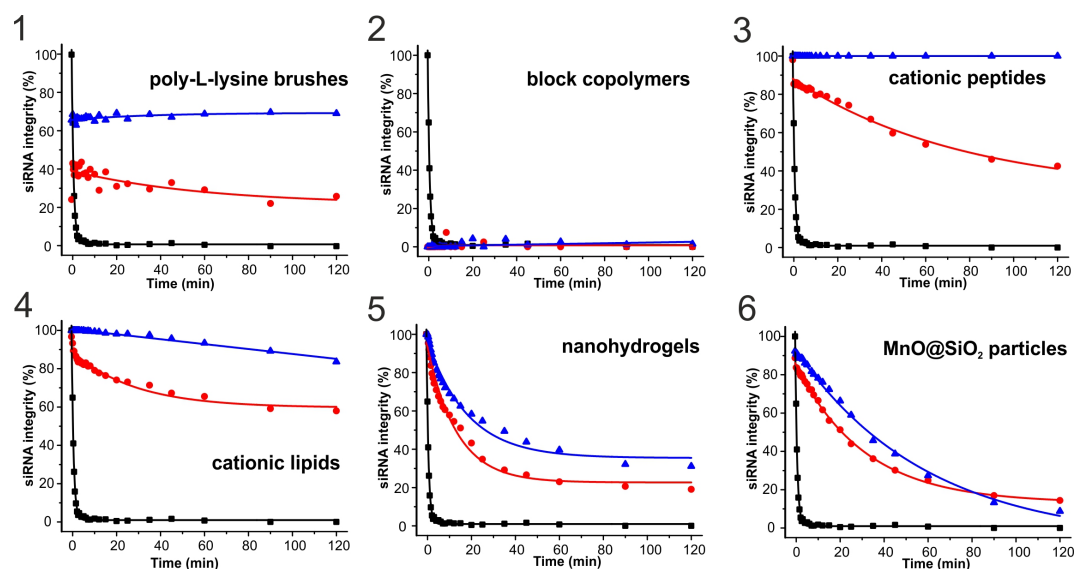 1
100
80
60
40
20
0
siRNA integrity (%)
poly-L-lysine brushes
0 20 40 60 80 100 120
Time (min)
2
100
80
60
40
20
0
siRNA integrity (%)
block copolymers
0 20 40 60 80 100 120
Time (min)
3
100
80
60
40
20
0
siRNA integrity (%)
cationic peptides
0 20 40 60 80 100 120
Time (min)
4
100
80
60
40
20
0
siRNA integrity (%)
cationic lipids
0 20 40 60 80 100 120
Time (min)
5
100
80
60
40
20
0
siRNA integrity (%)
nanohydrogels
0 20 40 60 80 100 120
Time (min)
6
100
80
60
40
20
0
siRNA integrity (%)
MnO@SiO₂ particles
0 20 40 60 80 100 120
Time (min)